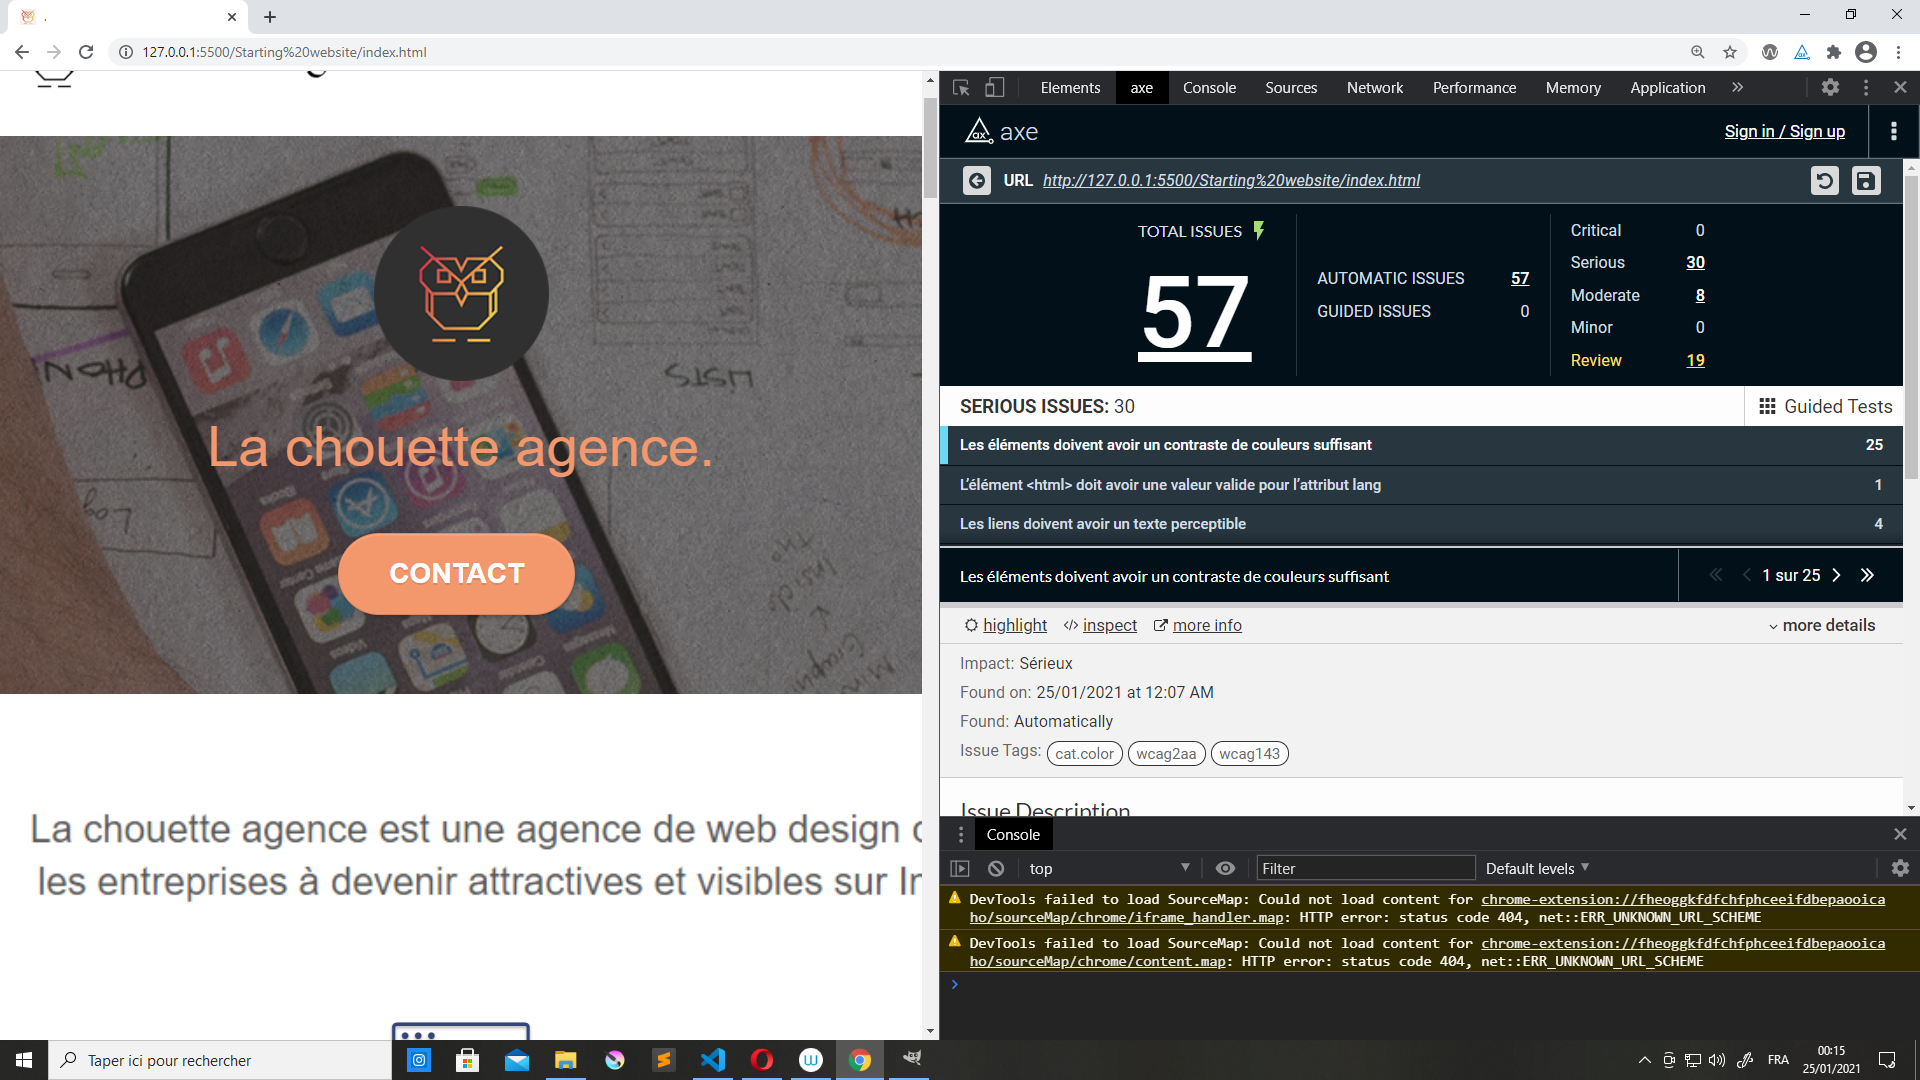 .
127.0.0.1:5500/Starting%20website/index.html
La chouette agence.
CONTACT
PHON
LISTS
La chouette agence est une agence de web design
les entreprises à devenir attractives et visibles sur
Elements
axe
Console
Sources
Network
Performance
Memory
Application
axe
Sign in / Sign up
URL http://127.0.0.1:5500/Starting%20website/index.html
TOTAL ISSUES
57
AUTOMATIC ISSUES 57
GUIDED ISSUES 0
Critical 0
Serious 30
Moderate 8
Minor 0
Review 19
SERIOUS ISSUES: 30
Guided Tests
Les éléments doivent avoir un contraste de couleurs suffisant 25
L’élément <html> doit avoir une valeur valide pour l’attribut lang 1
Les liens doivent avoir un texte perceptible 4
Les éléments doivent avoir un contraste de couleurs suffisant
1 sur 25
highlight </> inspect more info
more details
Impact: Sérieux
Found on: 25/01/2021 at 12:07 AM
Found: Automatically
Issue Tags: cat.color wcag2aa wcag143
Issue Description
Console
top
Filter
Default levels
DevTools failed to load SourceMap: Could not load content for chrome-extension://fheoggkfdfchfphceeifdbepaooica
ho/sourceMap/chrome/iframe_handler.map: HTTP error: status code 404, net::ERR_UNKNOWN_URL_SCHEME
DevTools failed to load SourceMap: Could not load content for chrome-extension://fheoggkfdfchfphceeifdbepaooica
ho/sourceMap/chrome/content.map: HTTP error: status code 404, net::ERR_UNKNOWN_URL_SCHEME
Taper ici pour rechercher
FRA
00:15
25/01/2021